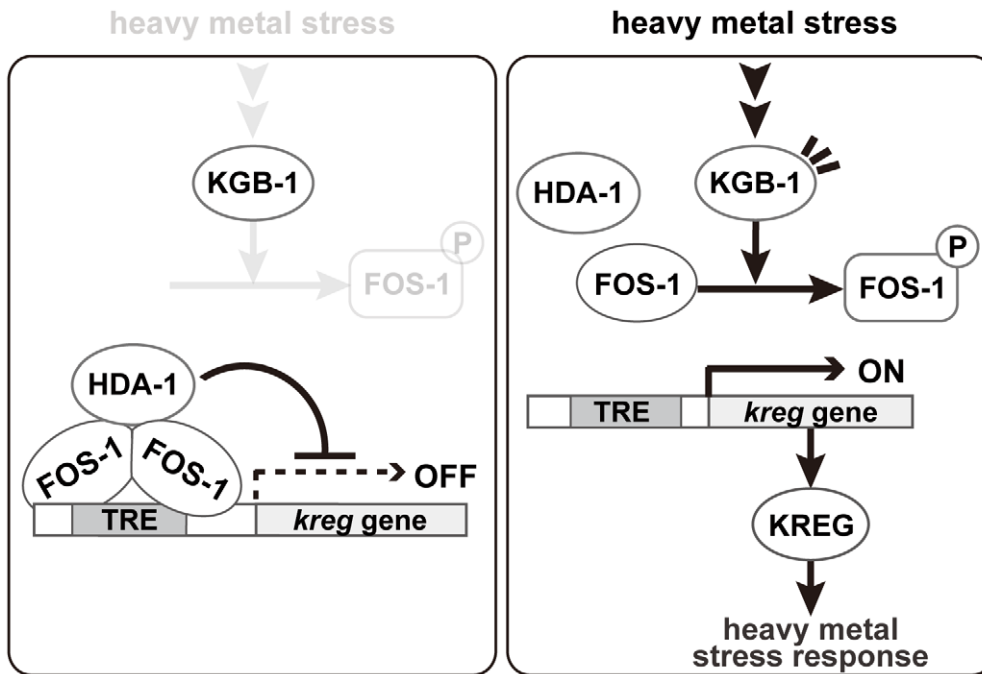 heavy metal stress
KGB-1
P
FOS-1
HDA-1
FOS-1
FOS-1
OFF
TRE
kreg gene
heavy metal stress
HDA-1
KGB-1
P
FOS-1
FOS-1
ON
TRE
kreg gene
KREG
heavy metal
stress response